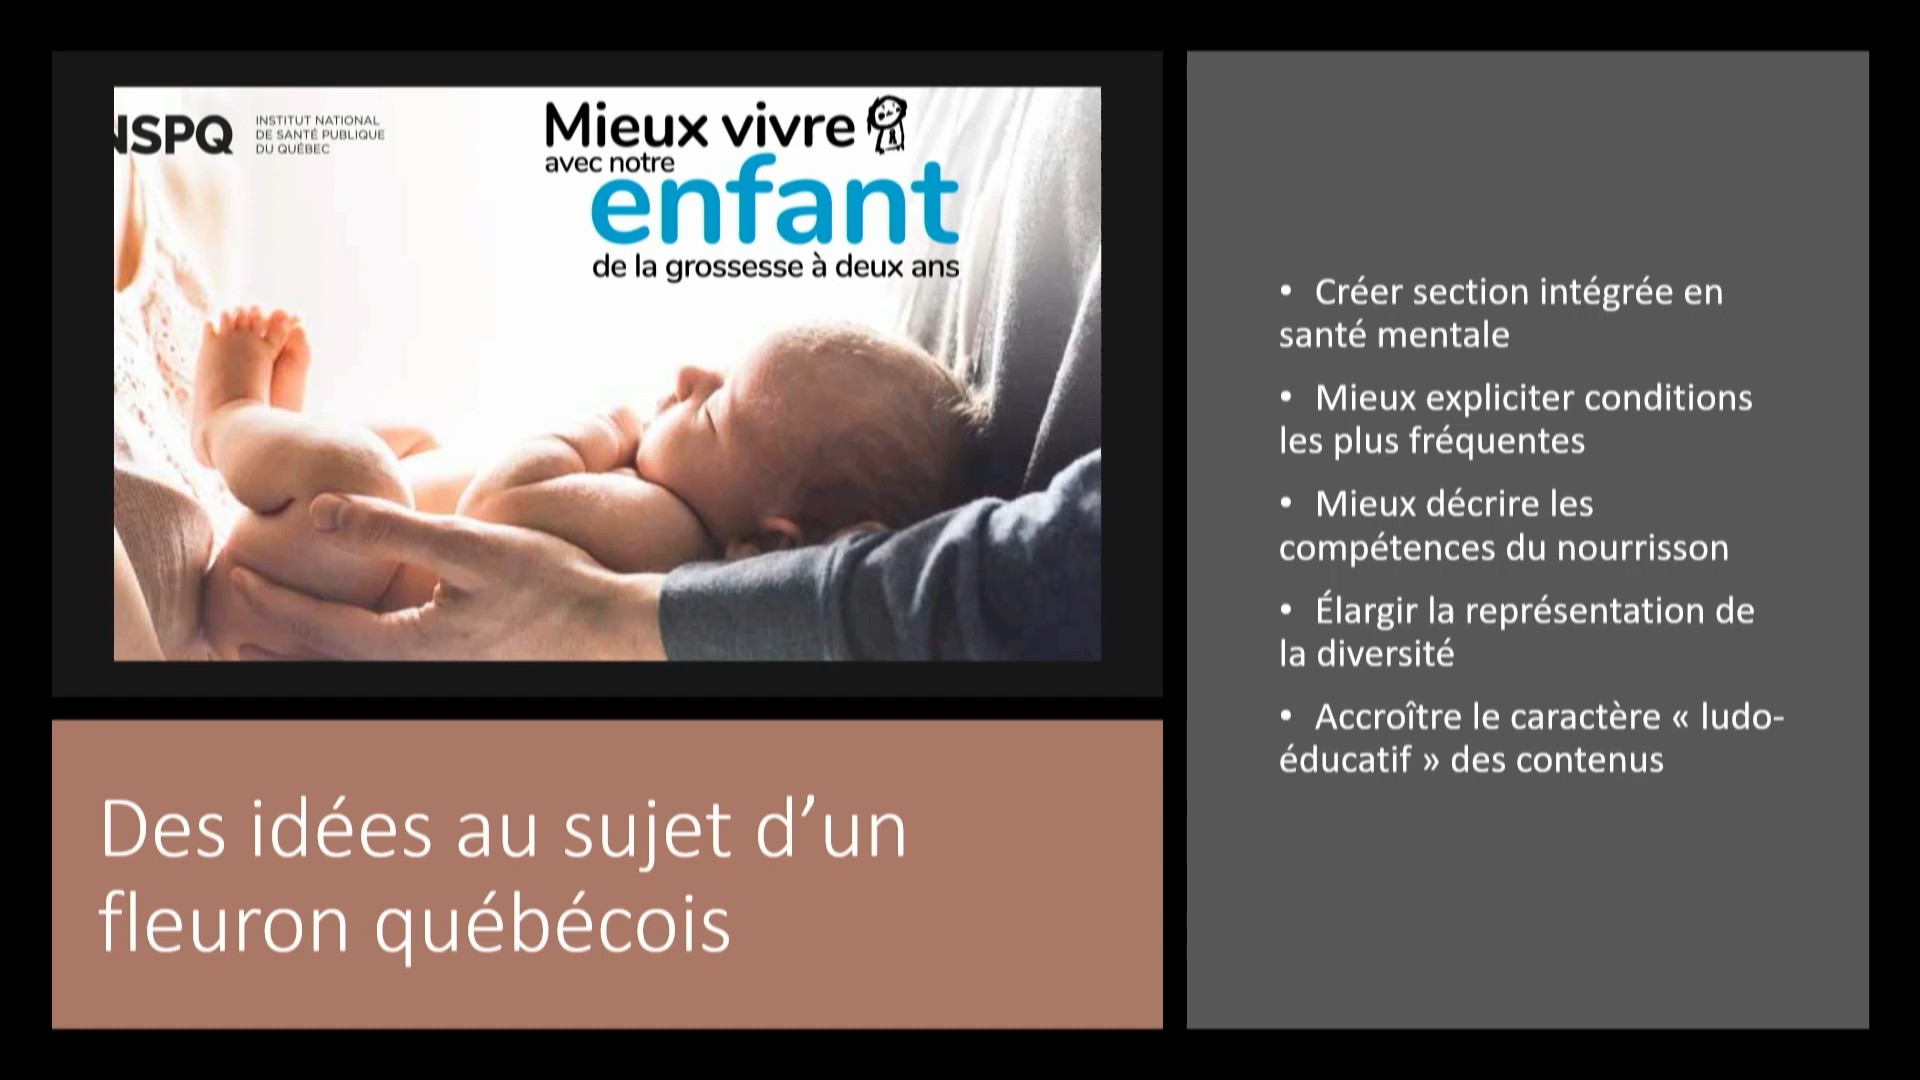 NSPQ
INSTITUT NATIONAL
DE SANTÉ PUBLIQUE
DU QUÉBEC
Mieux vivre
avec notre
enfant
de la grossesse à deux ans
Des idées au sujet d’un
fleuron québécois
• Créer section intégrée en
santé mentale
• Mieux expliciter conditions
les plus fréquentes
• Mieux décrire les
compétences du nourrisson
• Élargir la représentation de
la diversité
• Accroître le caractère « ludo-
éducatif » des contenus